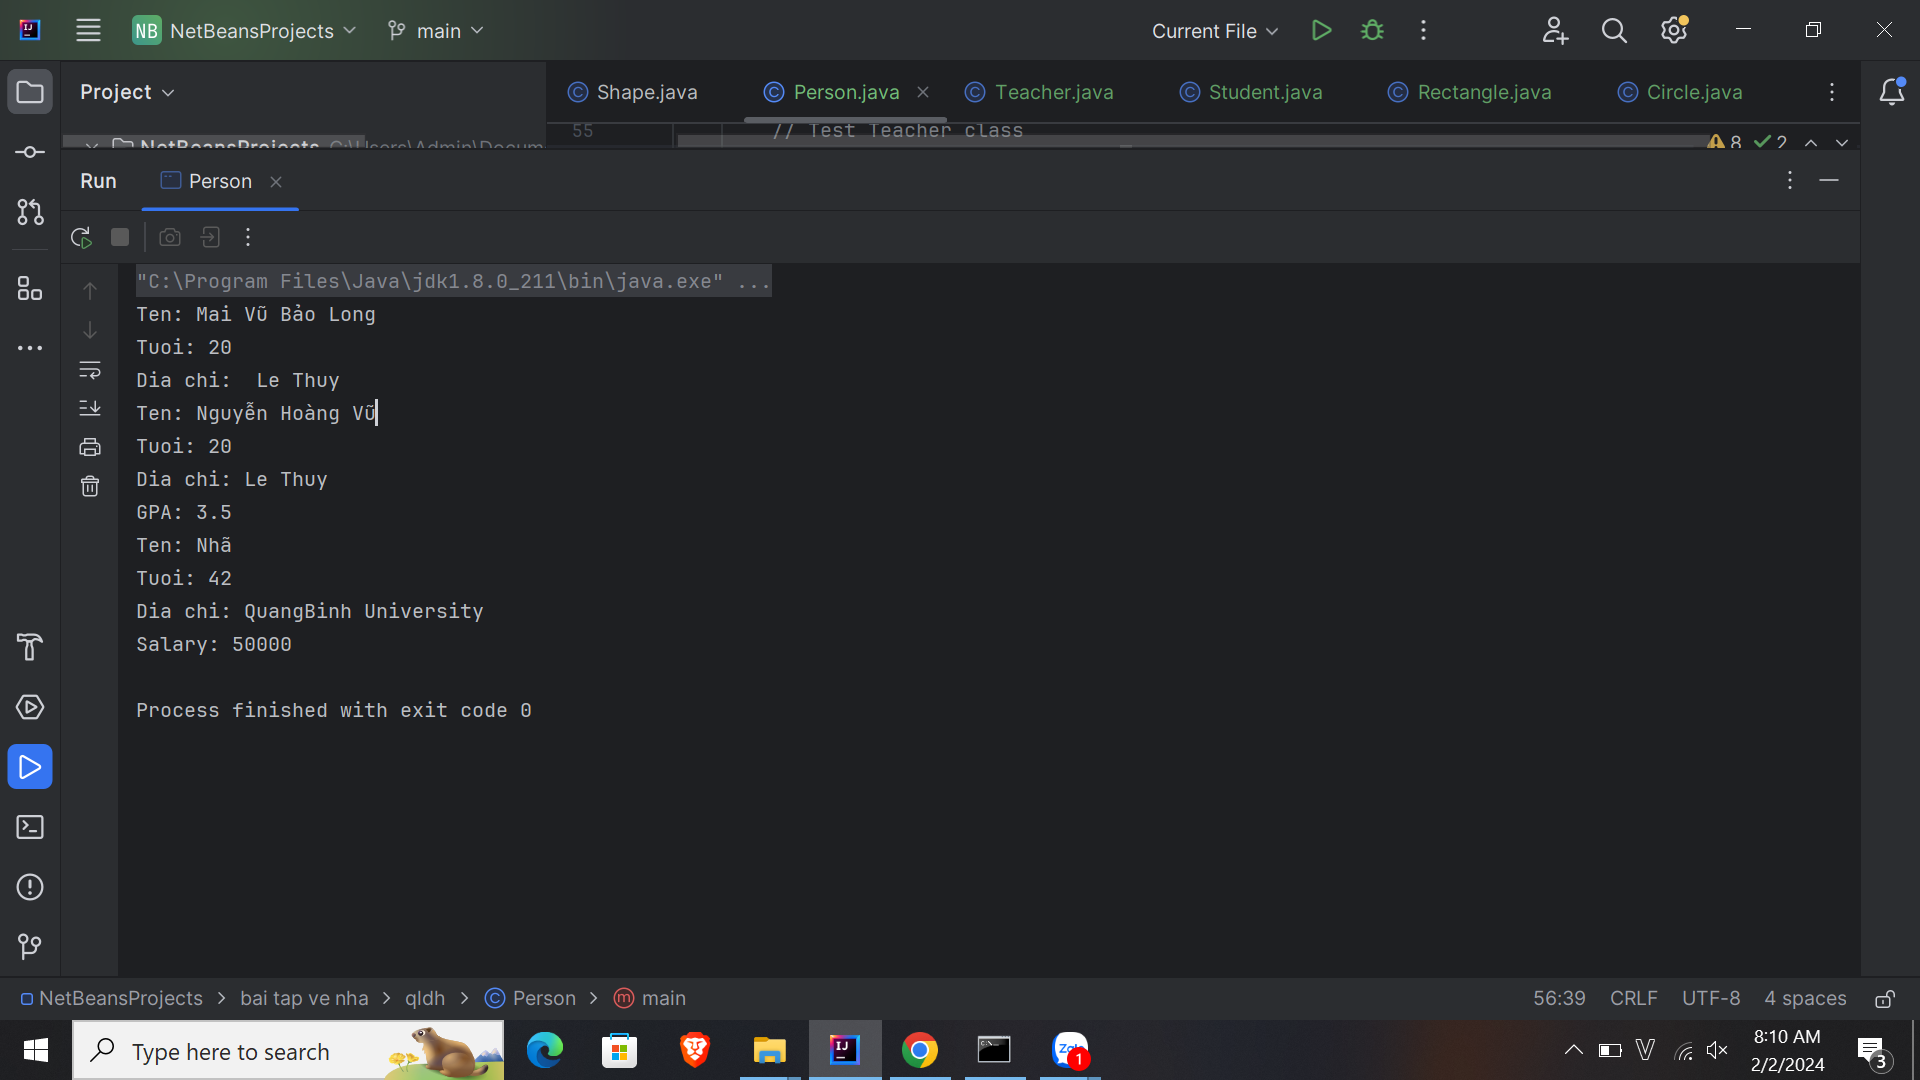 NB NetBeansProjects main Current File
Project Shape.java Person.java Teacher.java Student.java Rectangle.java Circle.java
NetBeansProjects C:\Users\Admin\Docum 55 // Test Teacher class 8 2
Run Person
"C:\Program Files\Java\jdk1.8.0_211\bin\java.exe" ...
Ten: Mai Vũ Bảo Long
Tuoi: 20
Dia chi:  Le Thuy
Ten: Nguyễn Hoàng Vũ
Tuoi: 20
Dia chi: Le Thuy
GPA: 3.5
Ten: Nhã
Tuoi: 42
Dia chi: QuangBinh University
Salary: 50000
Process finished with exit code 0
NetBeansProjects > bai tap ve nha > qldh > Person > main 56:39 CRLF UTF-8 4 spaces
Type here to search Zalo 1 V 8:10 AM 3
2/2/2024